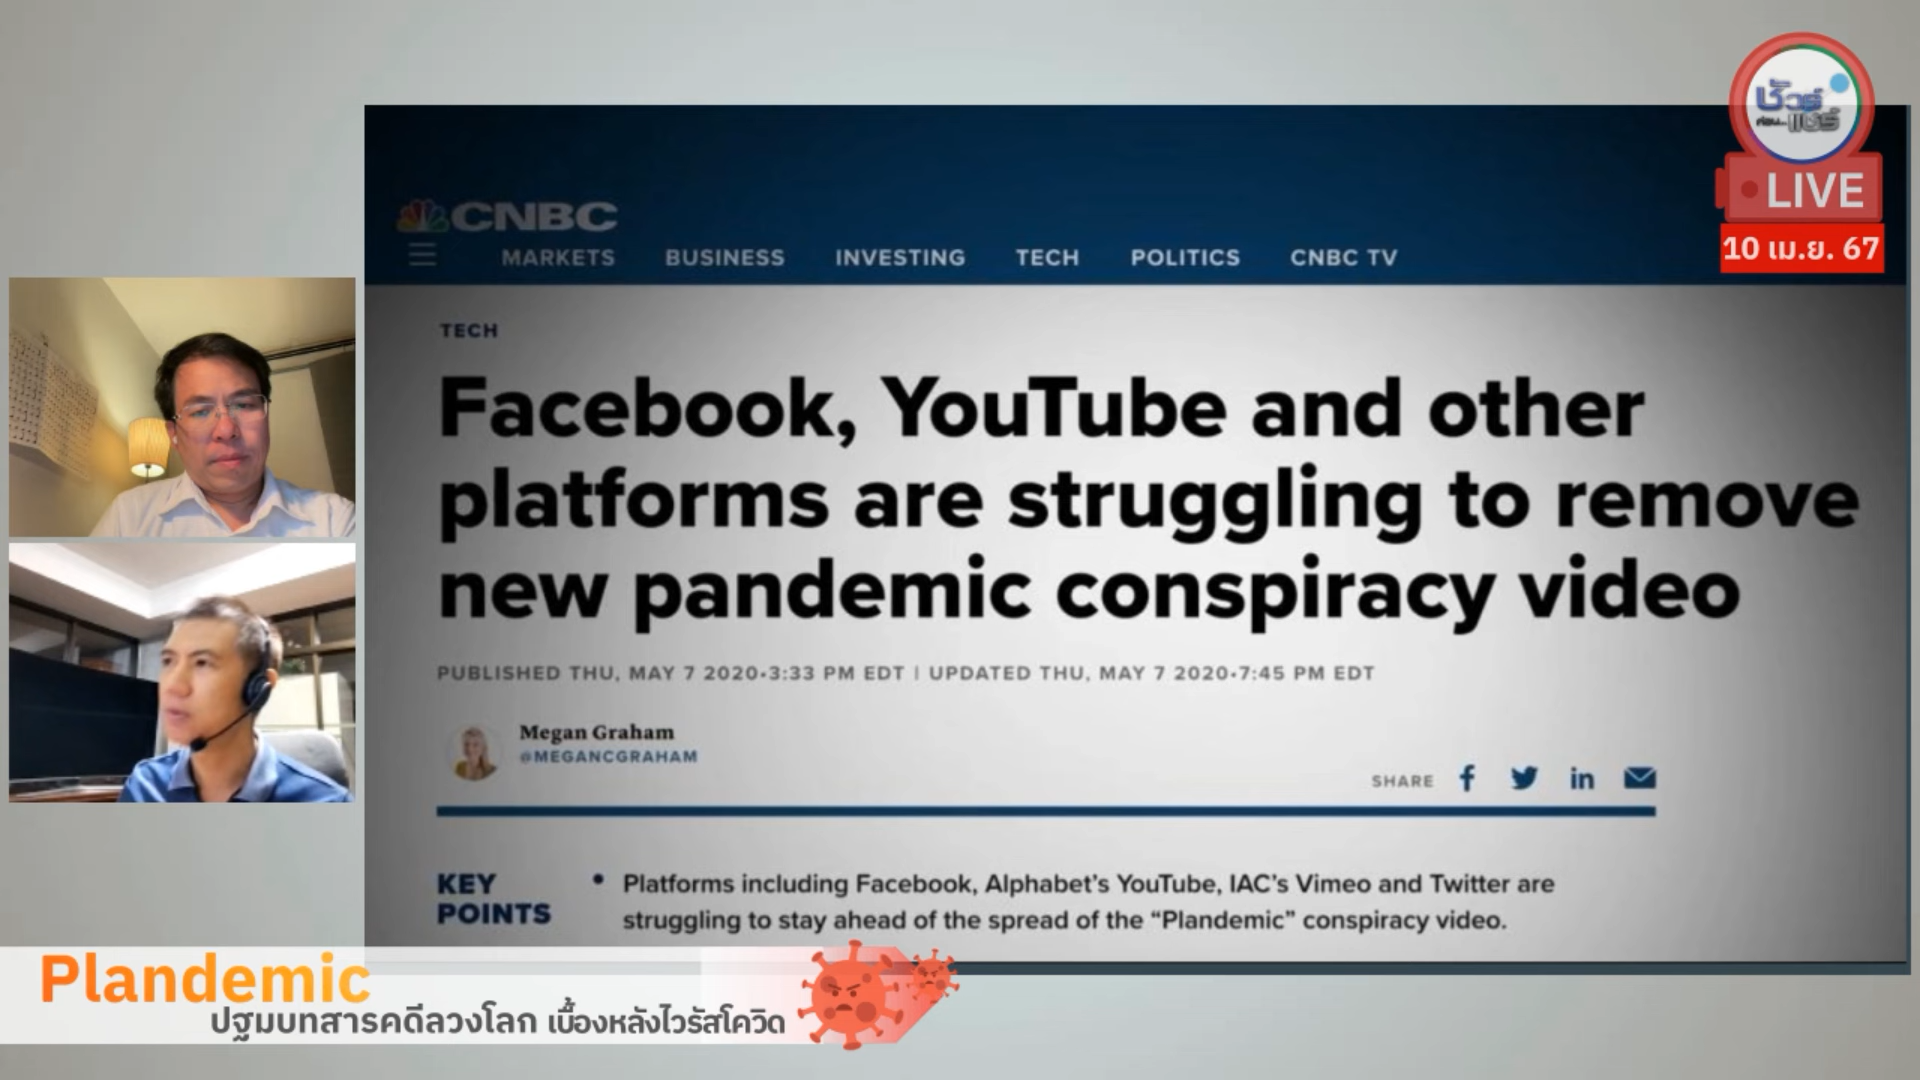 ชัวร์
ก่อน...แชร์
LIVE
10 เม.ย. 67
CNBC
MARKETS BUSINESS INVESTING TECH POLITICS CNBC TV
TECH
Facebook, YouTube and other
platforms are struggling to remove
new pandemic conspiracy video
PUBLISHED THU, MAY 7 2020•3:33 PM EDT | UPDATED THU, MAY 7 2020•7:45 PM EDT
Megan Graham
@MEGANCGRAHAM
SHARE
KEY
POINTS
• Platforms including Facebook, Alphabet’s YouTube, IAC’s Vimeo and Twitter are
struggling to stay ahead of the spread of the “Plandemic” conspiracy video.
Plandemic
ปฐมบทสารคดีลวงโลก เบื้องหลังไวรัสโควิด